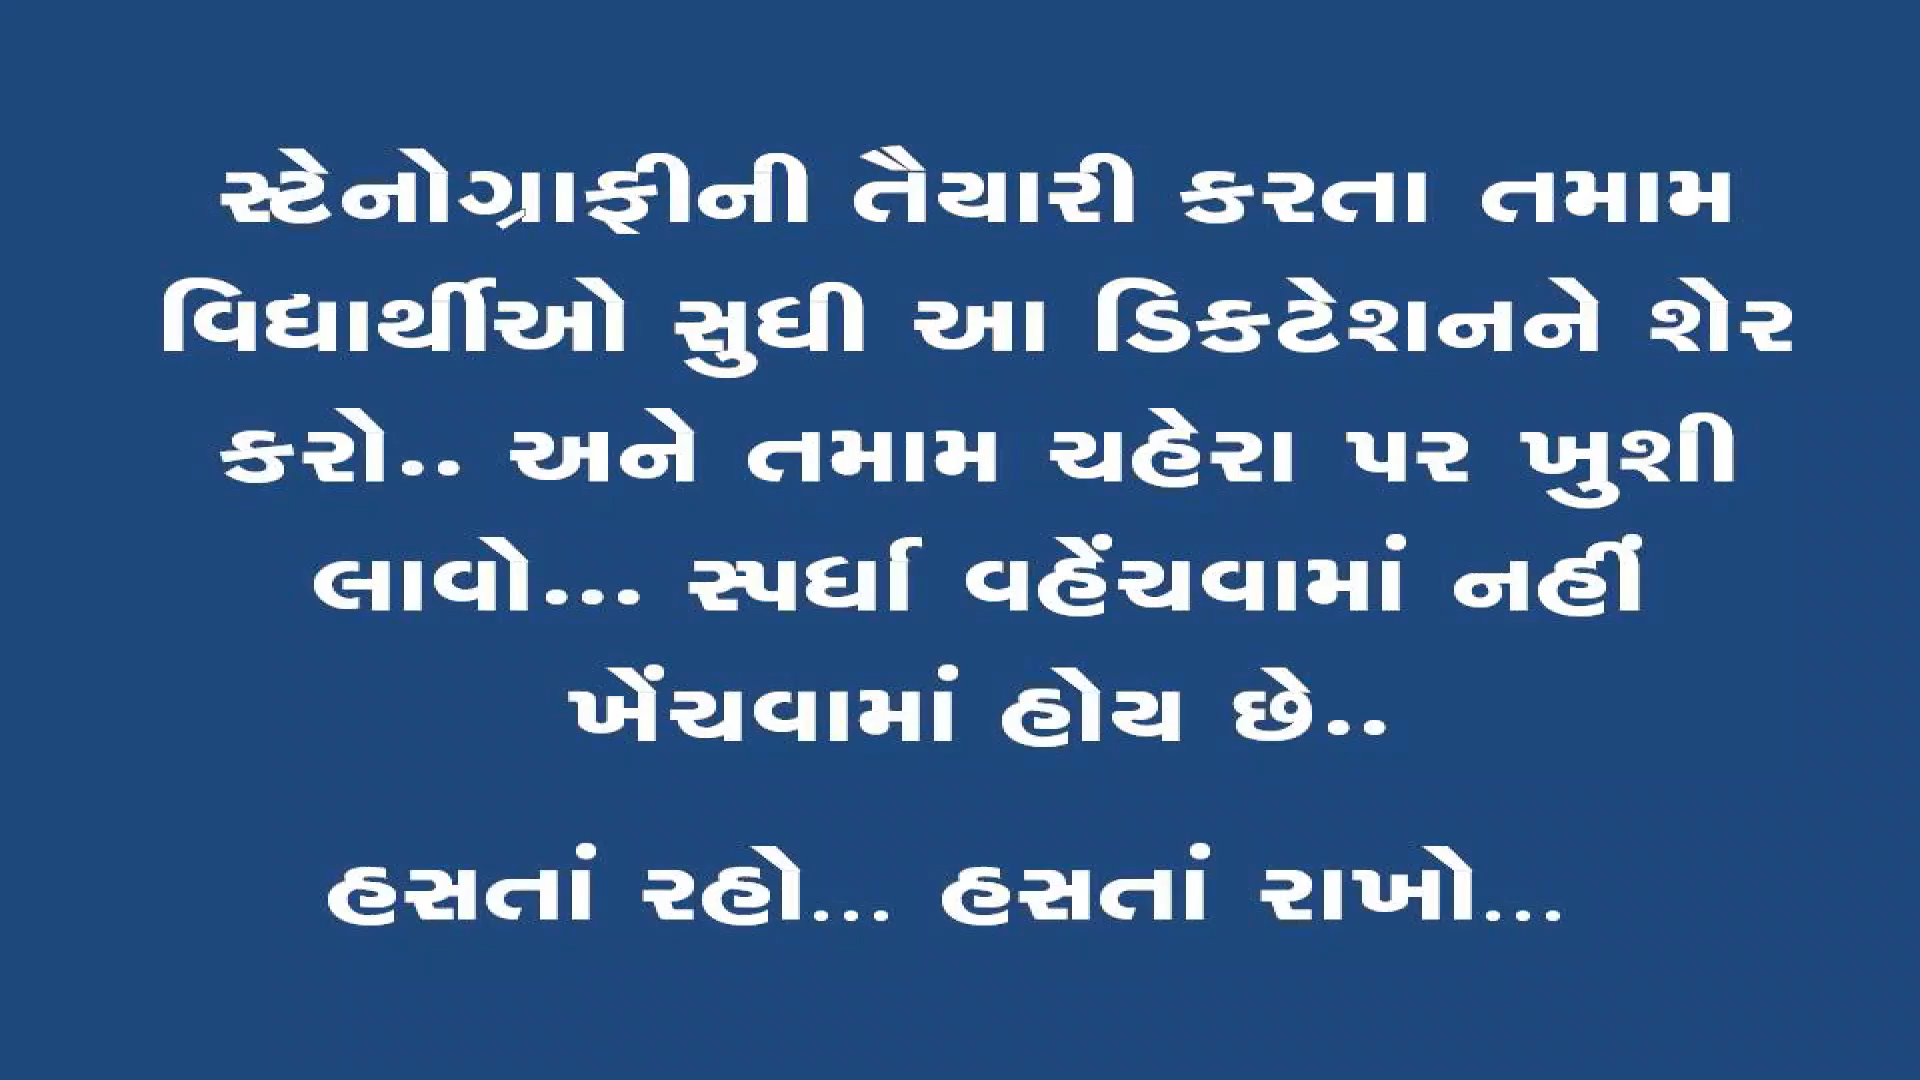 સ્ટેનોગ્રાફીની તૈયારી કરતા તમામ
વિદ્યાર્થીઓ સુધી આ ડિકટેશનને શેર
કરો.. અને તમામ ચહેરા પર ખુશી
લાવો... સ્પર્ધા વહેંચવામાં નહીં
ખેંચવામાં હોય છે..
હસતાં રહો... હસતાં રાખો...